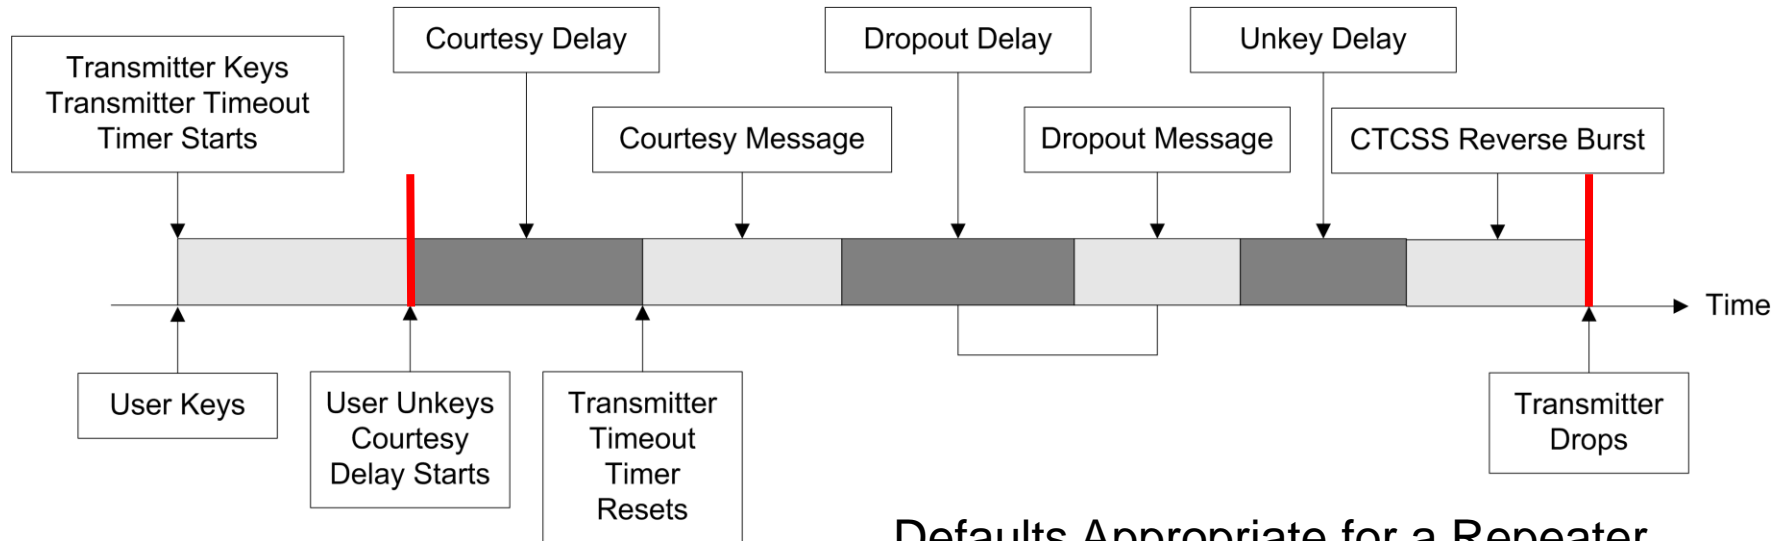 Transmitter Keys
Transmitter Timeout
Timer Starts
Courtesy Delay
Courtesy Message
Dropout Delay
Dropout Message
Unkey Delay
CTCSS Reverse Burst
Time
User Keys
User Unkeys
Courtesy
Delay Starts
Transmitter
Timeout
Timer
Resets
Transmitter
Drops
Defaults Appropriate for a Repeater